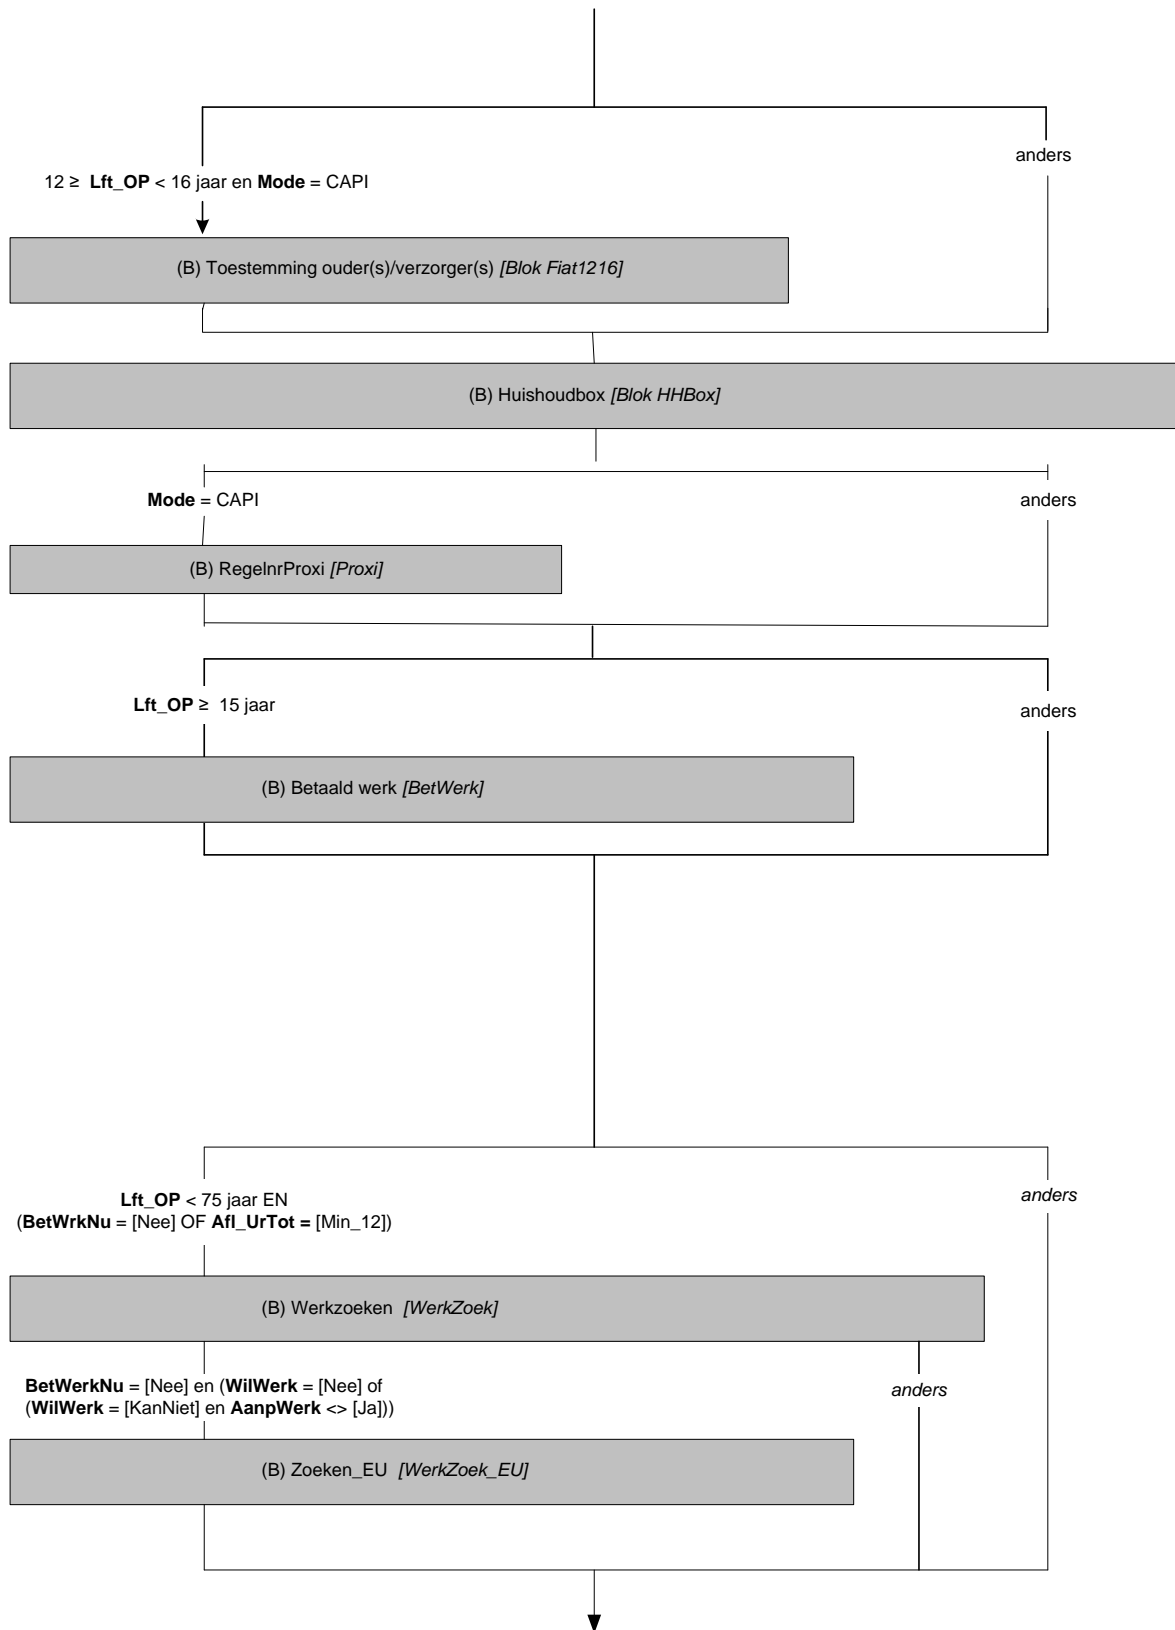 anders
12 ≥ Lft_OP < 16 jaar en Mode = CAPI
(B) Toestemming ouder(s)/verzorger(s) [Blok Fiat1216]
(B) Huishoudbox [Blok HHBox]
Mode = CAPI
anders
(B) RegelnrProxi [Proxi]
Lft_OP ≥ 15 jaar
anders
(B) Betaald werk [BetWerk]
Lft_OP < 75 jaar EN
(BetWrkNu = [Nee] OF Afl_UrTot = [Min_12])
anders
(B) Werkzoeken [WerkZoek]
BetWerkNu = [Nee] en (WilWerk = [Nee] of
(WilWerk = [KanNiet] en AanpWerk <> [Ja]))
anders
(B) Zoeken_EU [WerkZoek_EU]